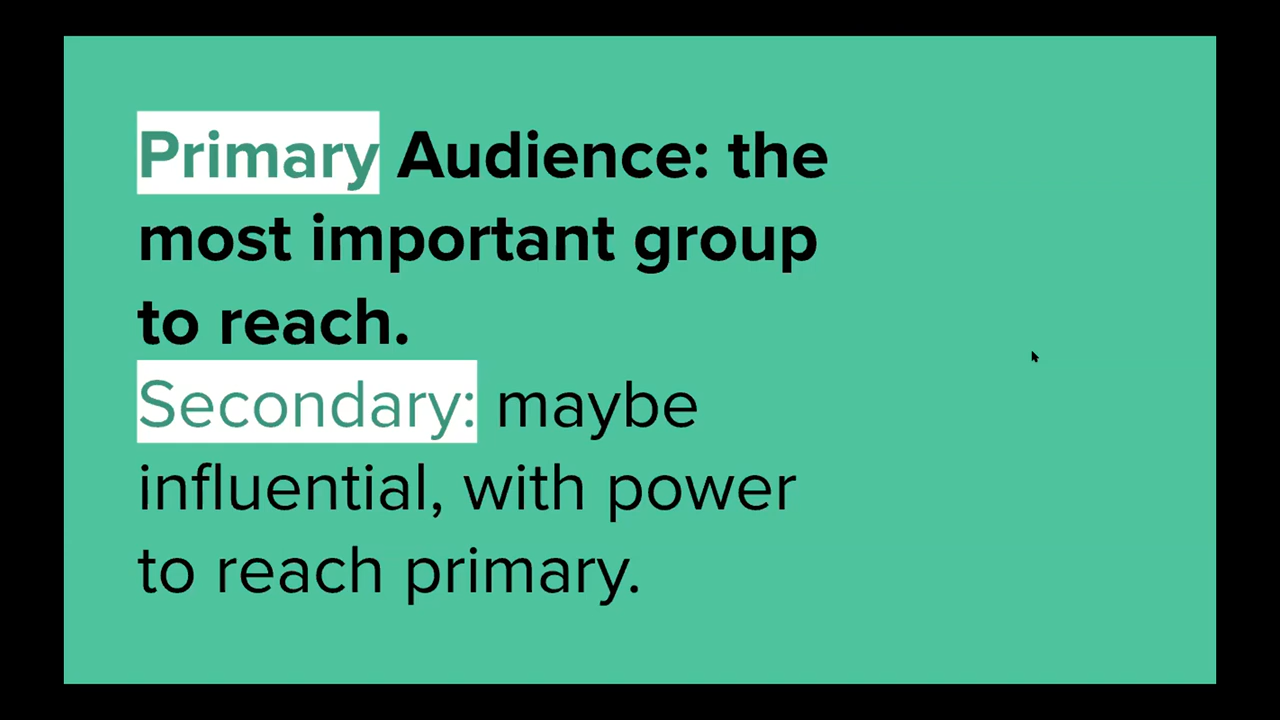 Primary Audience: the
most important group
to reach.
Secondary: maybe
influential, with power
to reach primary.